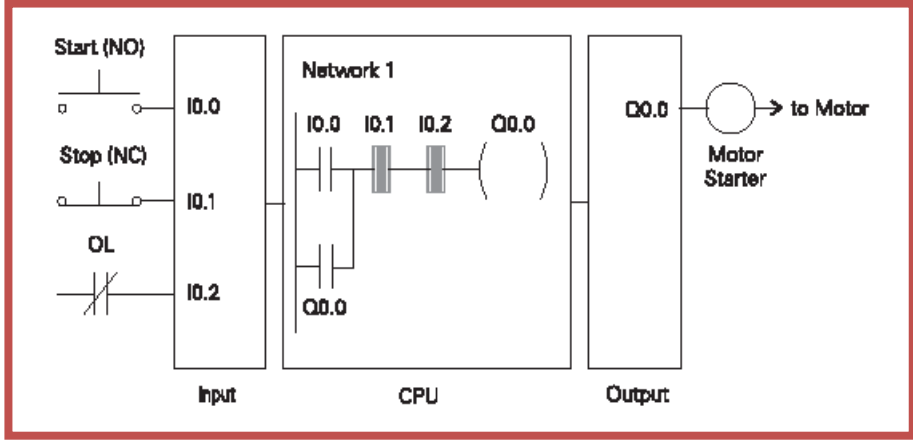 Start (NO)
I0.0
Stop (NC)
I0.1
OL
I0.2
Input
Network 1
I0.0 I0.1 I0.2 Q0.0
Q0.0
CPU
Q0.0
Output
to Motor
Motor
Starter